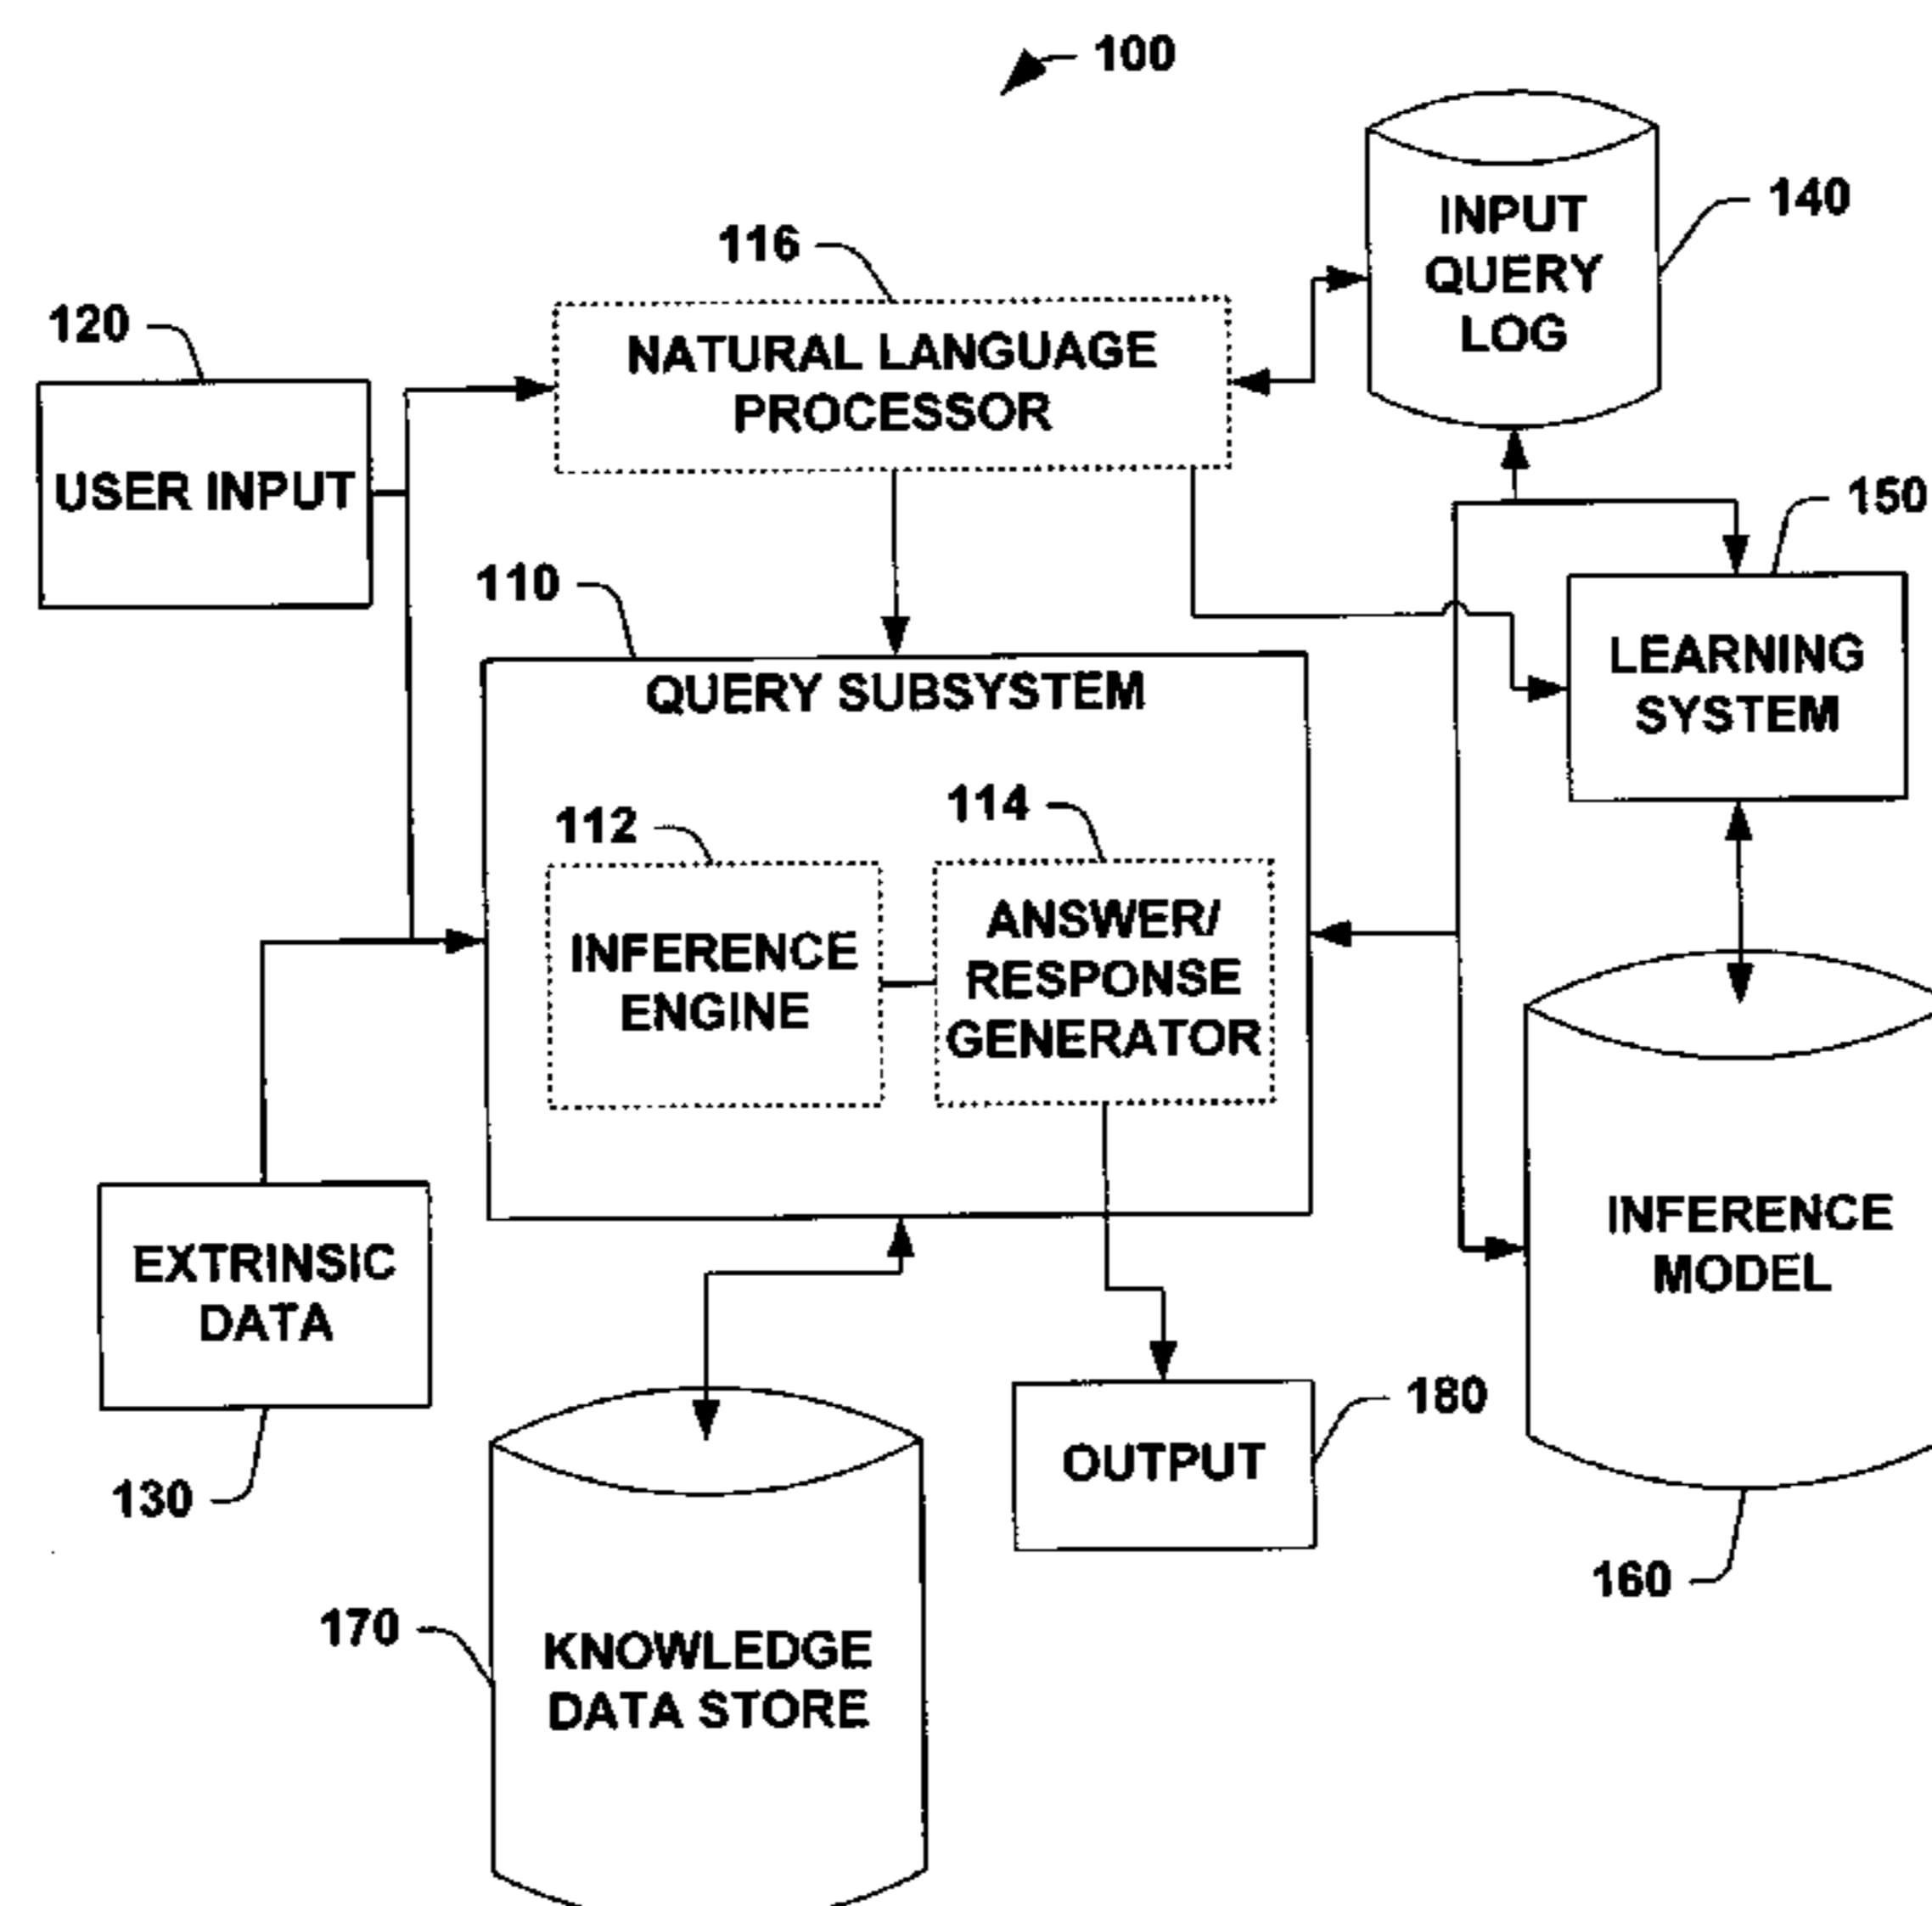 100
INPUT
QUERY
LOG
140
116
NATURAL LANGUAGE
PROCESSOR
120
USER INPUT
150
LEARNING
SYSTEM
110
QUERY SUBSYSTEM
112
INFERENCE
ENGINE
114
ANSWER/
RESPONSE
GENERATOR
EXTRINSIC
DATA
130
INFERENCE
MODEL
160
OUTPUT
180
170
KNOWLEDGE
DATA STORE